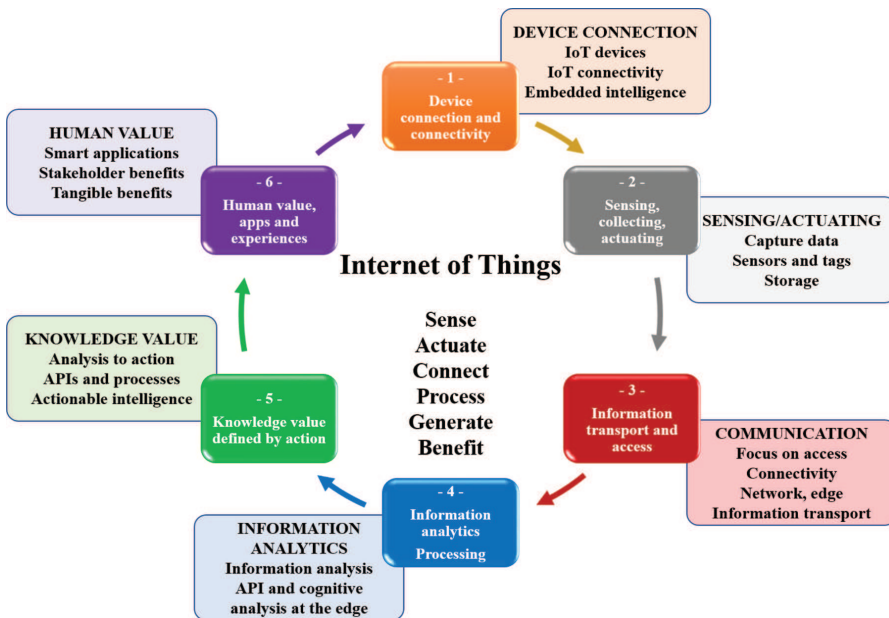 DEVICE CONNECTION
IoT devices
IoT connectivity
Embedded intelligence
- 1 -
Device
connection and
connectivity
HUMAN VALUE
Smart applications
Stakeholder benefits
Tangible benefits
- 6 -
Human value,
apps and
experiences
- 2 -
Sensing,
collecting,
actuating
SENSING/ACTUATING
Capture data
Sensors and tags
Storage
Internet of Things
Sense
Actuate
Connect
Process
Generate
Benefit
KNOWLEDGE VALUE
Analysis to action
APIs and processes
Actionable intelligence
- 5 -
Knowledge value
defined by action
- 3 -
Information
transport and
access
COMMUNICATION
Focus on access
Connectivity
Network, edge
Information transport
- 4 -
Information
analytics
Processing
INFORMATION
ANALYTICS
Information analysis
API and cognitive
analysis at the edge